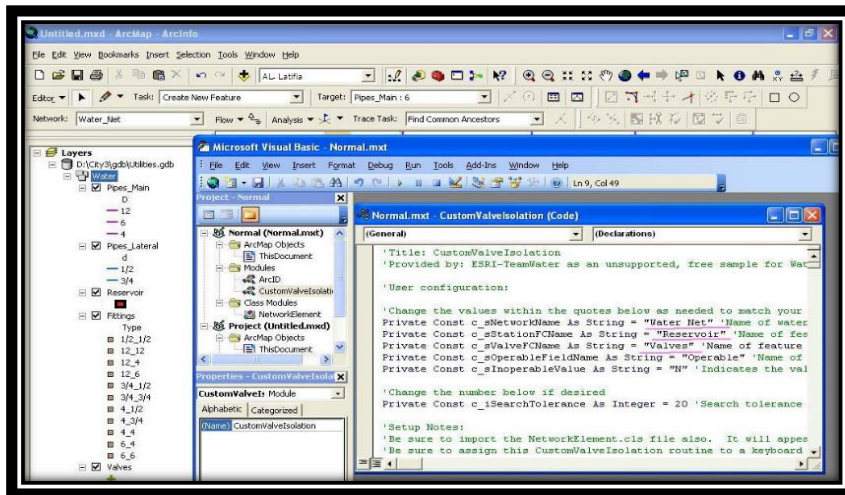 Untitled.mxd - ArcMap - ArcInfo
File Edit View Bookmarks Insert Selection Tools Window Help
AL Latifia
Editor Task: Create New Feature Target: Pipes_Main : 6
Network: Water_Net Flow Analysis Trace Task: Find Common Ancestors
Layers
D:\City3\gdb\Utilities.gdb
Water
Pipes_Main
D
12
6
4
Pipes_Lateral
d
1/2
3/4
Reservoir
Fittings
Type
1/2_1/2
12_12
12_4
12_6
3/4_1/2
3/4_3/4
4_1/2
4_3/4
4_4
6_4
6_6
Valves
Microsoft Visual Basic - Normal.mxt
File Edit View Insert Format Debug Run Tools Add-Ins Window Help
Ln 9, Col 49
Project - Normal
Normal (Normal.mxt)
ArcMap Objects
ThisDocument
Modules
ArcID
CustomValveIsolati
Class Modules
NetworkElement
Project (Untitled.mxd)
ArcMap Objects
ThisDocument
Properties - CustomValveIsola
CustomValveI: Module
Alphabetic Categorized
(Name) CustomValveIsolation
Normal.mxt - CustomValveIsolation (Code)
(General) (Declarations)
'Title: CustomValveIsolation
'Provided by: ESRI-TeamWater as an unsupported, free sample for Wat
'User configuration:
'Change the values within the quotes below as needed to match your
Private Const c_sNetworkName As String = "Water Net" 'Name of water
Private Const c_sStationFCName As String = "Reservoir" 'Name of fee
Private Const c_sValveFCName As String = "Valves" 'Name of feature
Private Const c_sOperableFieldName As String = "Operable" 'Name of
Private Const c_sInoperableValue As String = "N" 'Indicates the val
'Change the number below if desired
Private Const c_iSearchTolerance As Integer = 20 'Search tolerance
'Setup Notes:
'Be sure to import the NetworkElement.cls file also. It will appea
'Be sure to assign this CustomValveIsolation routine to a keyboard